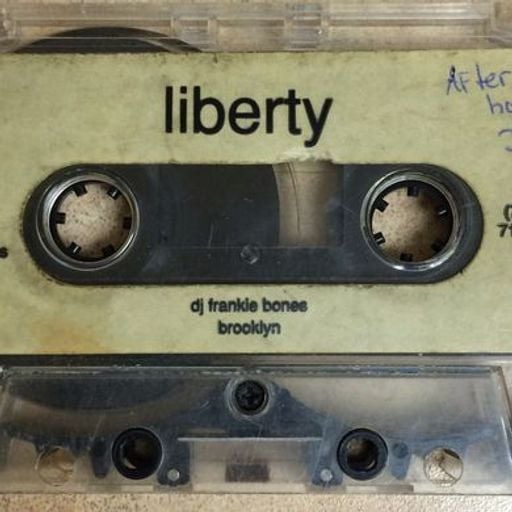 liberty
After
dj frankie bones
brooklyn